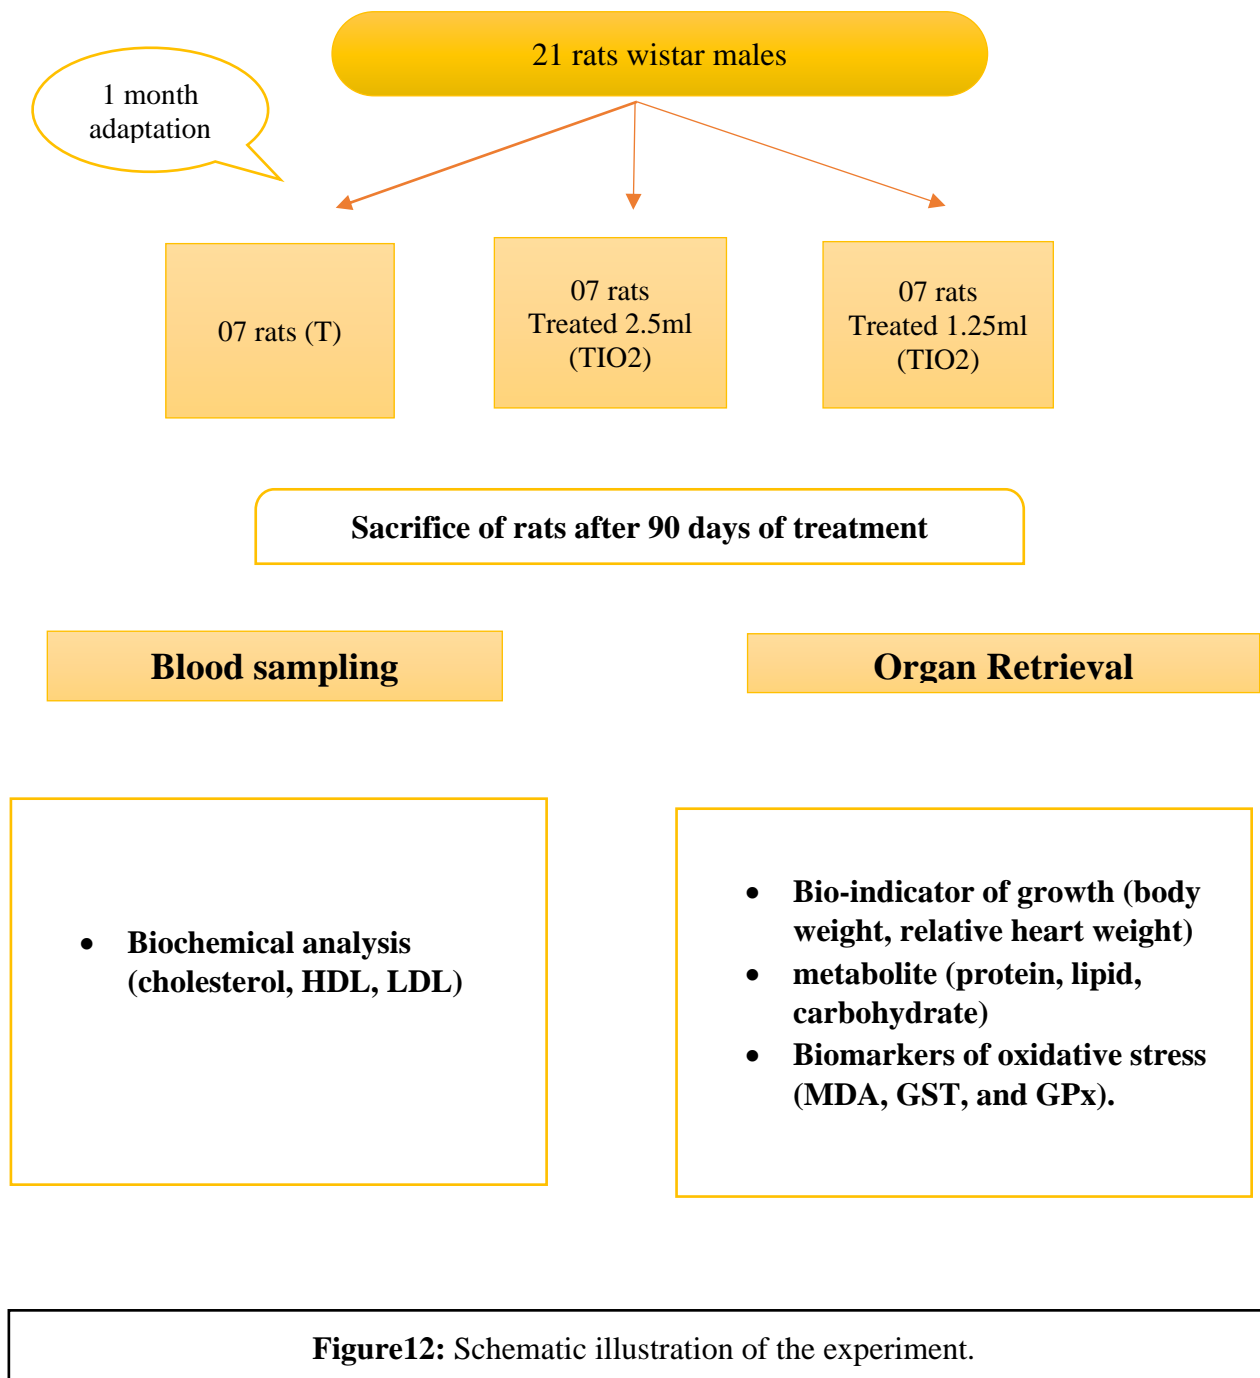 21 rats wistar males
1 month
adaptation
07 rats (T)
07 rats
Treated 2.5ml
(TIO2)
07 rats
Treated 1.25ml
(TIO2)
Sacrifice of rats after 90 days of treatment
Blood sampling
Organ Retrieval
• Biochemical analysis
(cholesterol, HDL, LDL)
• Bio-indicator of growth (body
weight, relative heart weight)
• metabolite (protein, lipid,
carbohydrate)
• Biomarkers of oxidative stress
(MDA, GST, and GPx).
Figure12: Schematic illustration of the experiment.